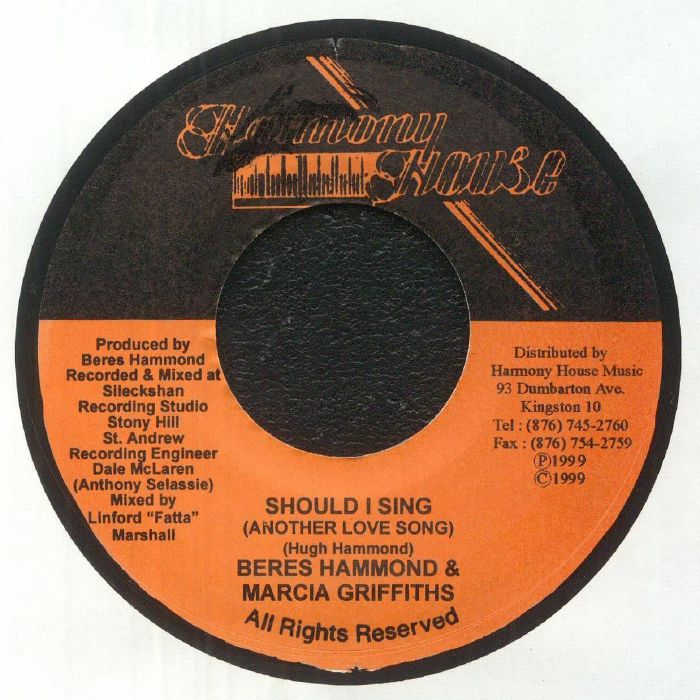 Harmony
House
Produced by
Beres Hammond
Recorded & Mixed at
Sileckshan
Recording Studio
Stony Hill
St. Andrew
Recording Engineer
Dale McLaren
(Anthony Selassie)
Mixed by
Linford "Fatta"
Marshall
Distributed by
Harmony House Music
93 Dumbarton Ave.
Kingston 10
Tel : (876) 745-2760
Fax : (876) 754-2759
Ⓟ1999
Ⓒ1999
SHOULD I SING
(ANOTHER LOVE SONG)
(Hugh Hammond)
BERES HAMMOND &
MARCIA GRIFFITHS
All Rights Reserved